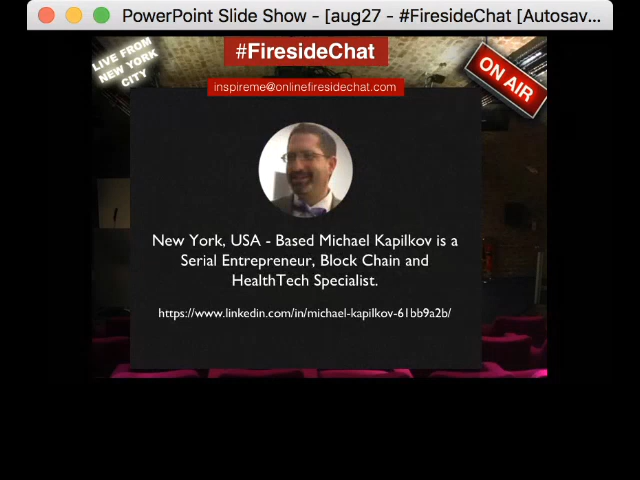 PowerPoint Slide Show - [aug27 - #FiresideChat [Autosav...
LIVE FROM
NEW YORK
CITY
#FiresideChat
ON AIR
inspireme@onlinefiresidechat.com
New York, USA - Based Michael Kapilkov is a
Serial Entrepreneur, Block Chain and
HealthTech Specialist.
https://www.linkedin.com/in/michael-kapilkov-61bb9a2b/